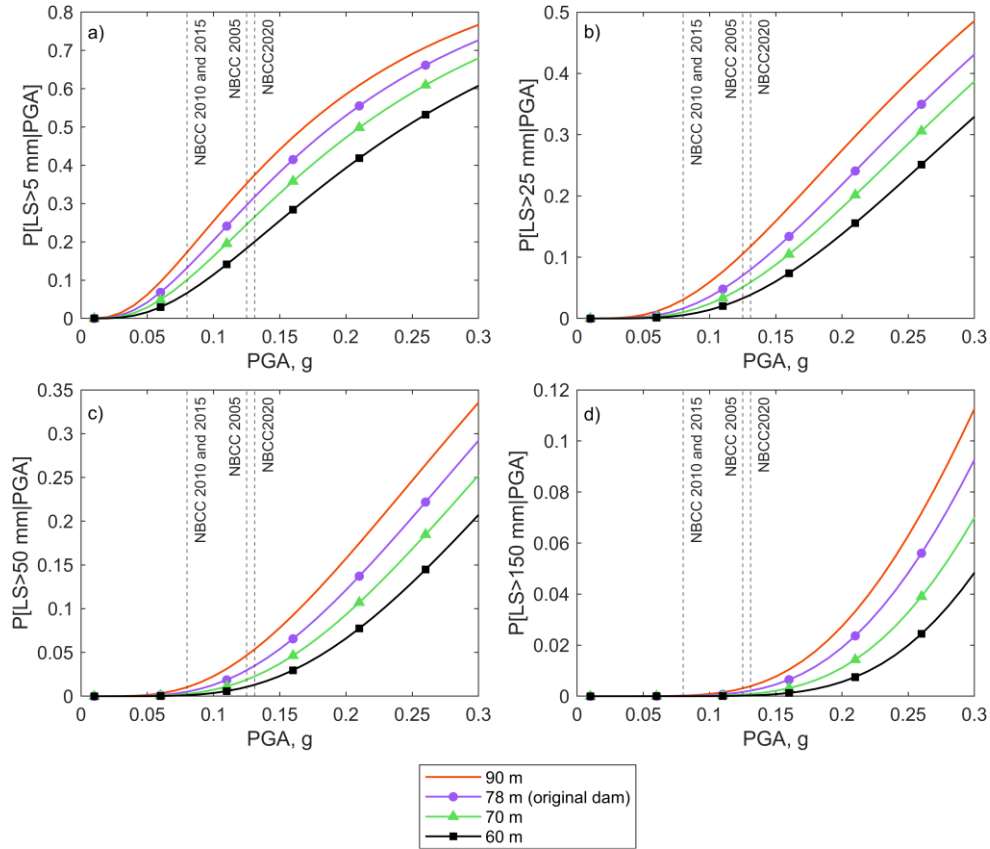 a)
P[LS>5 mm|PGA]
0.8
0.7
0.6
0.5
0.4
0.3
0.2
0.1
0
NBCC 2010 and 2015
NBCC 2005
NBCC2020
0
0.05
0.1
0.15
0.2
0.25
0.3
PGA, g
b)
P[LS>25 mm|PGA]
0.5
0.4
0.3
0.2
0.1
0
NBCC 2010 and 2015
NBCC 2005
NBCC2020
0
0.05
0.1
0.15
0.2
0.25
0.3
PGA, g
c)
P[LS>50 mm|PGA]
0.35
0.3
0.25
0.2
0.15
0.1
0.05
0
NBCC 2010 and 2015
NBCC 2005
NBCC2020
0
0.05
0.1
0.15
0.2
0.25
0.3
PGA, g
d)
P[LS>150 mm|PGA]
0.12
0.1
0.08
0.06
0.04
0.02
0
NBCC 2010 and 2015
NBCC 2005
NBCC2020
0
0.05
0.1
0.15
0.2
0.25
0.3
PGA, g
90 m
78 m (original dam)
70 m
60 m